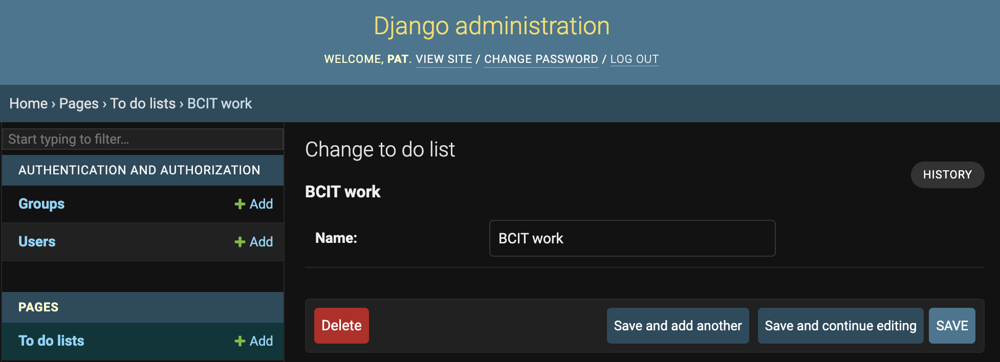 Django administration
WELCOME, PAT. VIEW SITE / CHANGE PASSWORD / LOG OUT
Home › Pages › To do lists › BCIT work
Start typing to filter...
AUTHENTICATION AND AUTHORIZATION
Groups + Add
Users + Add
PAGES
To do lists + Add
Change to do list
HISTORY
BCIT work
Name: BCIT work
Delete Save and add another Save and continue editing SAVE